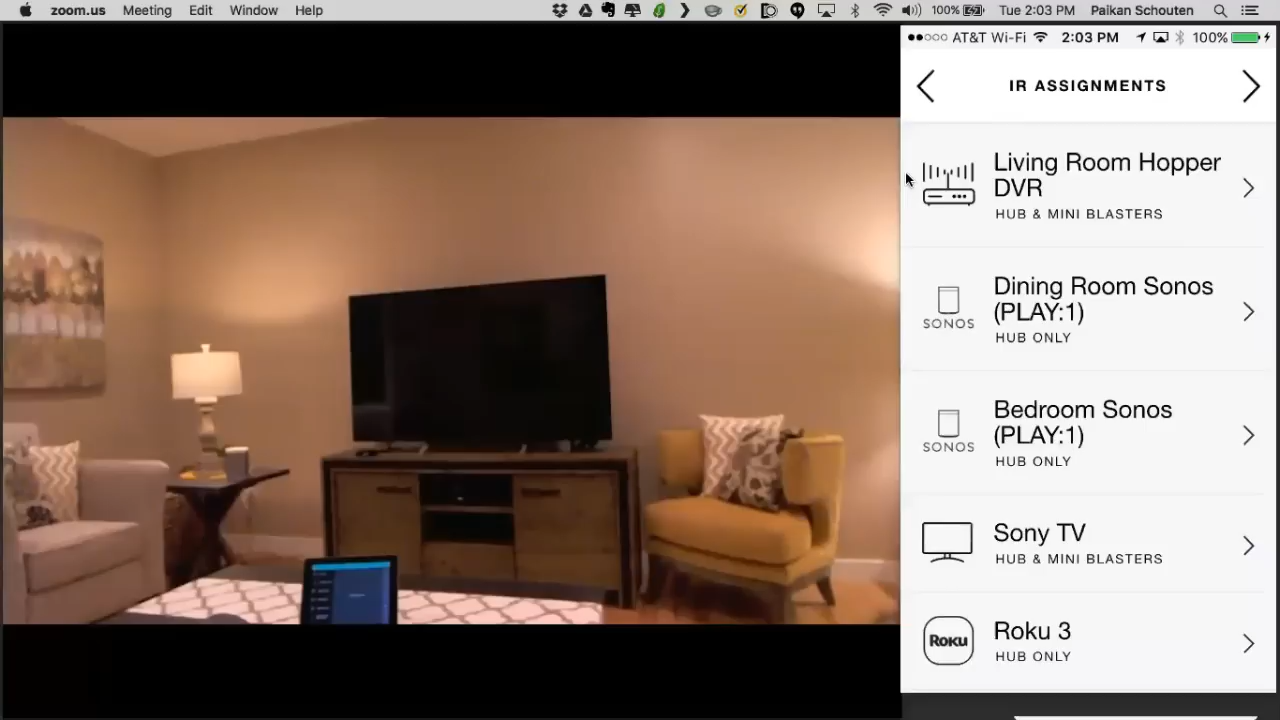 zoom.us Meeting Edit Window Help 100% Tue 2:03 PM Paikan Schouten
AT&T Wi-Fi 2:03 PM 100%
IR ASSIGNMENTS
Living Room Hopper
DVR
HUB & MINI BLASTERS
SONOS
Dining Room Sonos
(PLAY:1)
HUB ONLY
SONOS
Bedroom Sonos
(PLAY:1)
HUB ONLY
Sony TV
HUB & MINI BLASTERS
Roku
Roku 3
HUB ONLY